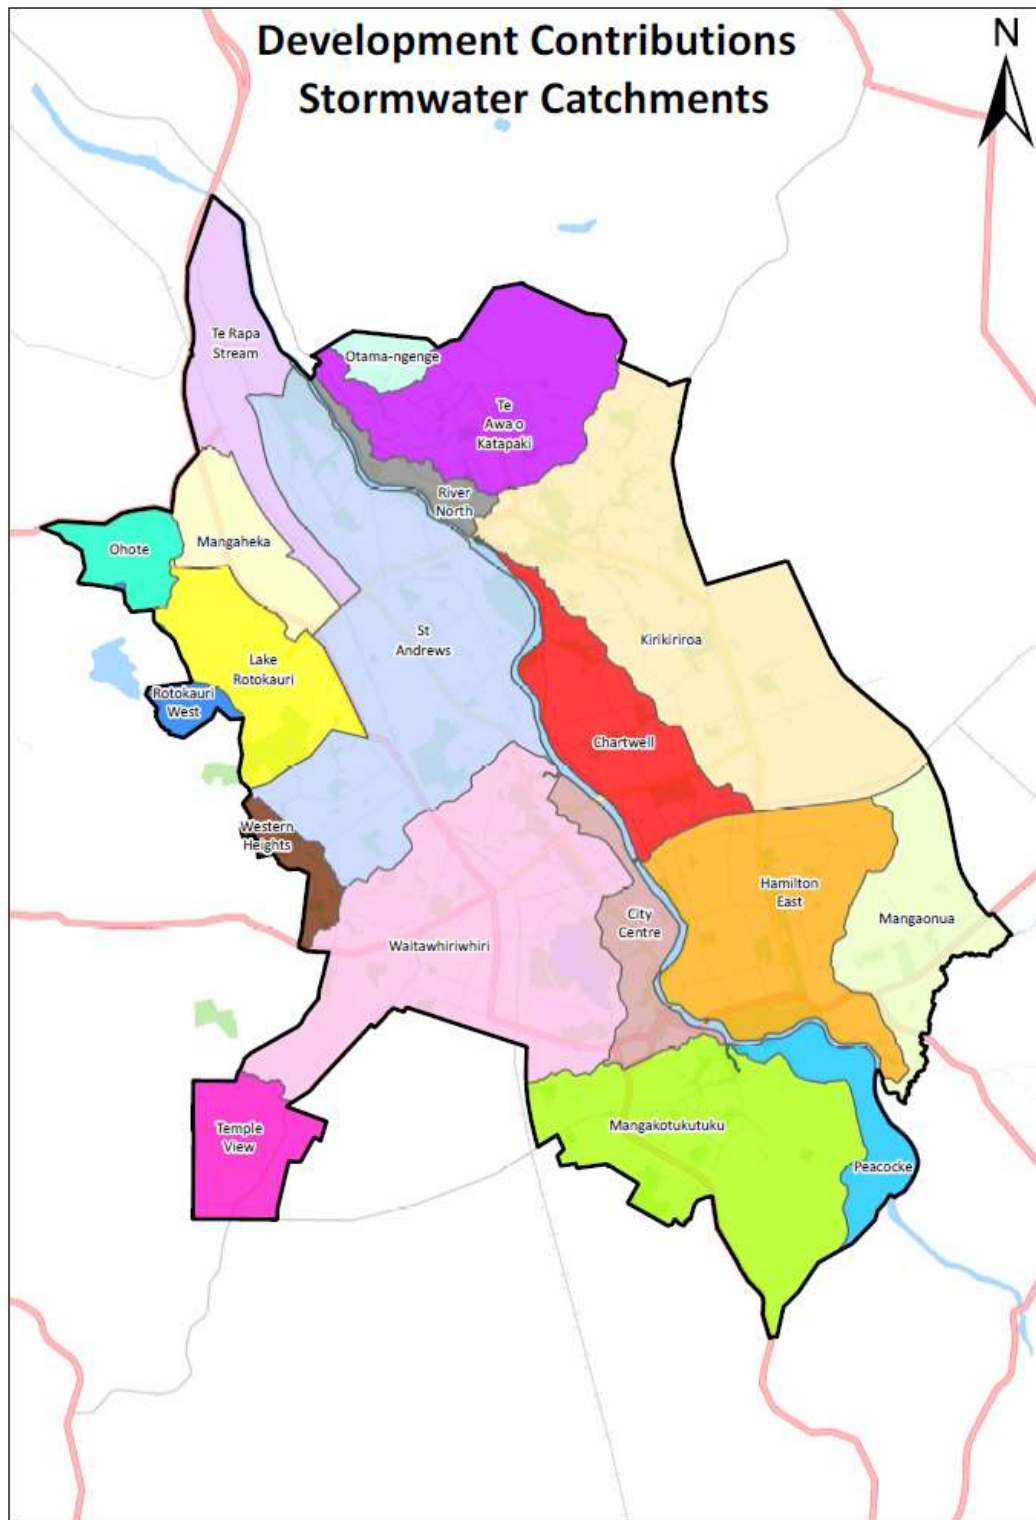 Development Contributions
Stormwater Catchments
N
Te Rapa
Stream
Otama-ngenge
Te
Awa o
Katapaki
River
North
Ohote
Mangaheka
Kirikiriroa
St
Andrews
Lake
Rotokauri
Rotokauri
West
Chartwell
Western
Heights
Hamilton
East
City
Centre
Mangaonua
Waitawhiriwhiri
Temple
View
Mangakotukutuku
Peacocke